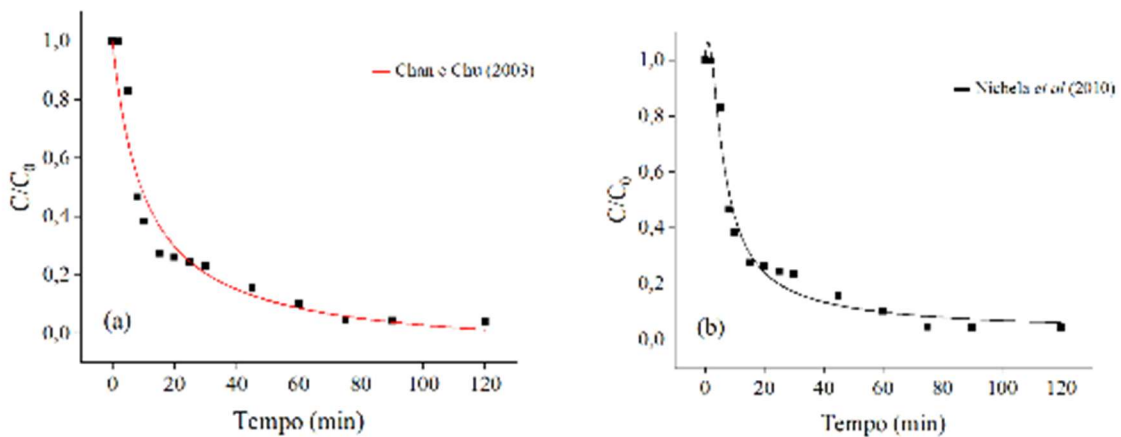 1,0
0,8
0,6
0,4
0,2
0,0
C/C0
Chan e Chu (2003)
(a)
0 20 40 60 80 100 120
Tempo (min)
1,0
0,8
0,6
0,4
0,2
0,0
C/C0
Nichela et al (2010)
(b)
0 20 40 60 80 100 120
Tempo (min)